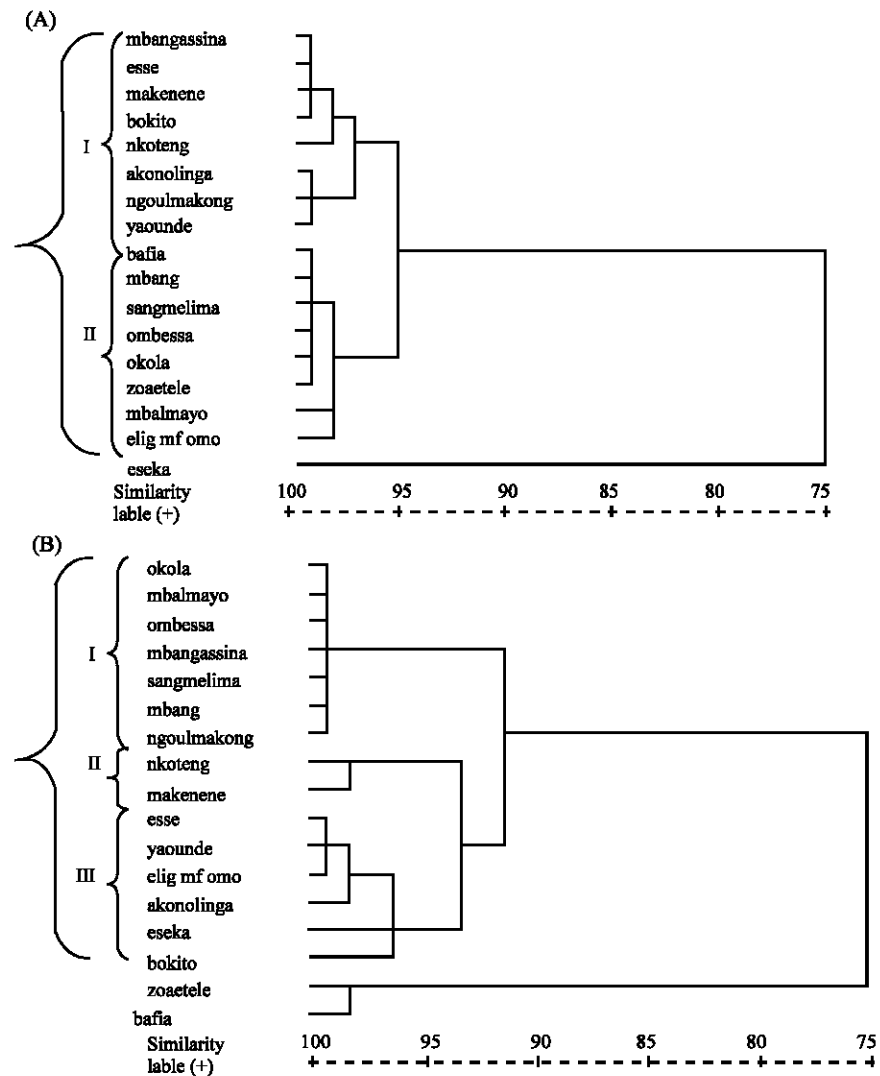 (A)
mbangassina
esse
makenene
bokito
I
nkoteng
akonolinga
ngoulmakong
yaounde
bafia
mbang
sangmelima
II
ombessa
okola
zoaetele
mbalmayo
elig mf omo
eseka
Similarity
lable (+)
100 95 90 85 80 75
(B)
okola
mbalmayo
ombessa
I
mbangassina
sangmelima
mbang
ngoulmakong
II
nkoteng
makenene
esse
yaounde
III
elig mf omo
akonolinga
eseka
bokito
zoaetele
bafia
Similarity
lable (+)
100 95 90 85 80 75